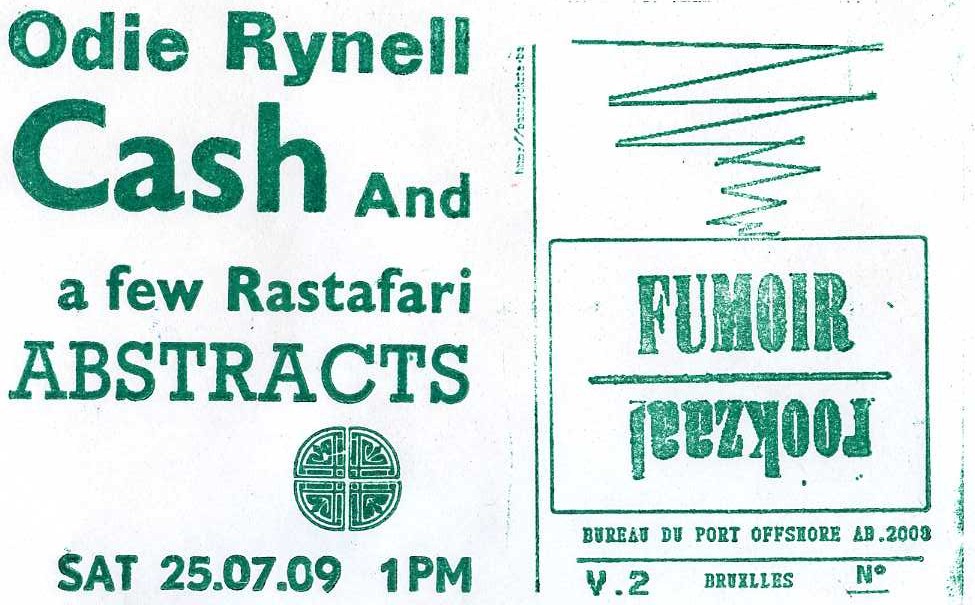 Odie Rynell
Cash And
a few Rastafari
ABSTRACTS
SAT 25.07.09 1PM
FUMOIR
rookzaal
BUREAU DU PORT OFFSHORE AB.2008
V.2 BRUXLLES Nº